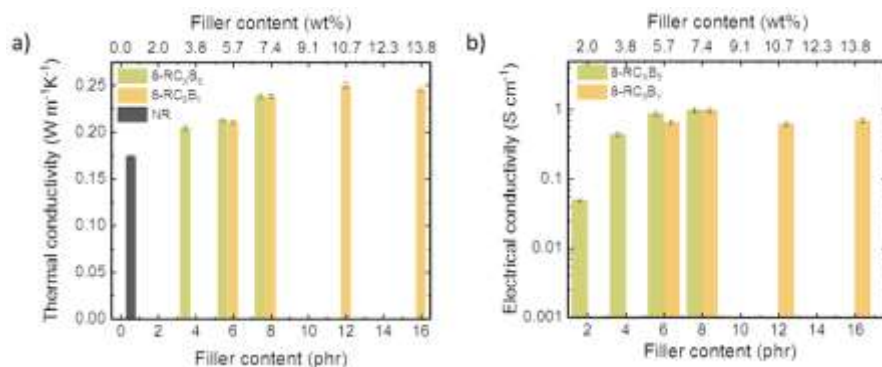 a)
Filler content (wt%)
0.0 2.0 3.8 5.7 7.4 9.1 10.7 12.3 13.8
Thermal conductivity (W m⁻¹K⁻¹)
0.25
0.20
0.15
0.10
0.05
0.00
NR
0 2 4 6 8 10 12 14 16
Filler content (phr)
b)
Filler content (wt%)
2.0 3.8 5.7 7.4 9.1 10.7 12.3 13.8
Electrical conductivity (S cm⁻¹)
1
0.1
0.01
0.001
2 4 6 8 10 12 14 16
Filler content (phr)